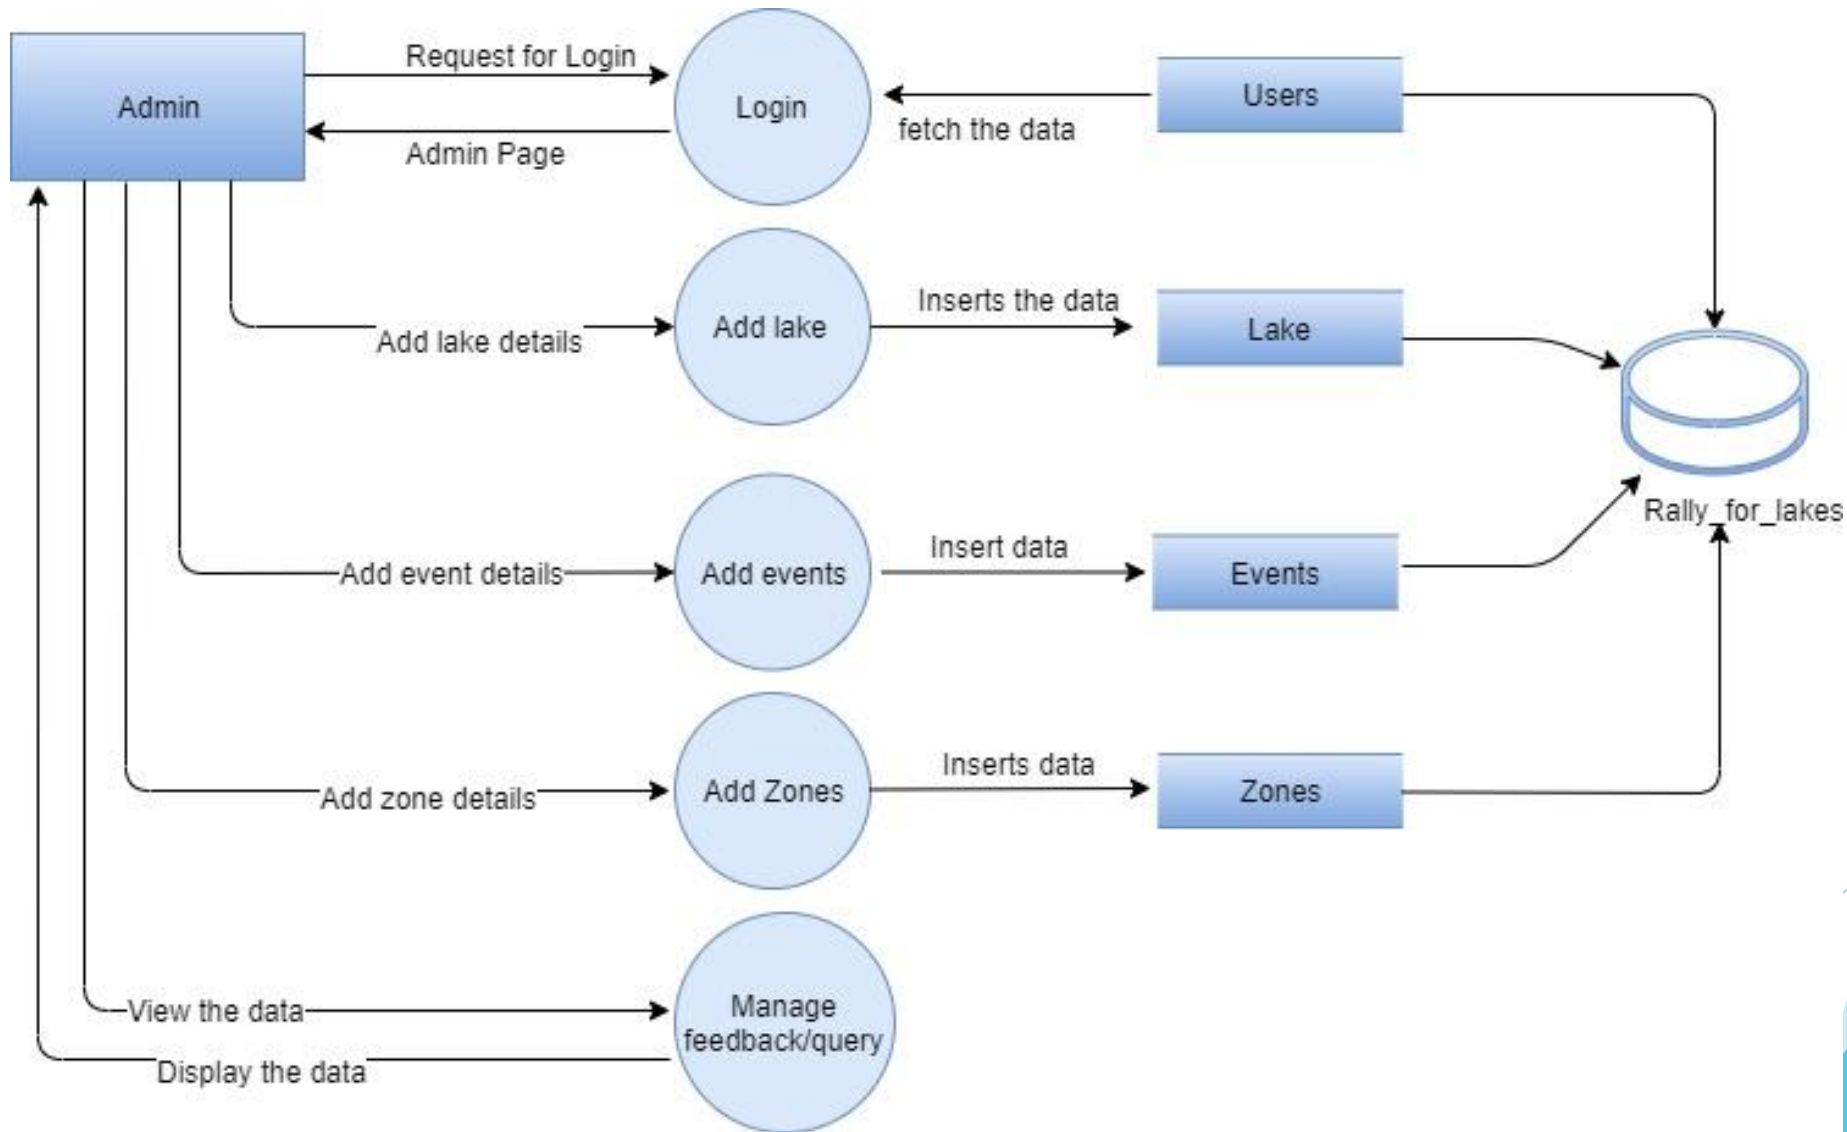 Request for Login
Admin
Login
Users
fetch the data
Admin Page
Inserts the data
Add lake details
Add lake
Lake
Rally_for_lakes
Insert data
Add event details
Add events
Events
Inserts data
Add zone details
Add Zones
Zones
View the data
Manage
feedback/query
Display the data